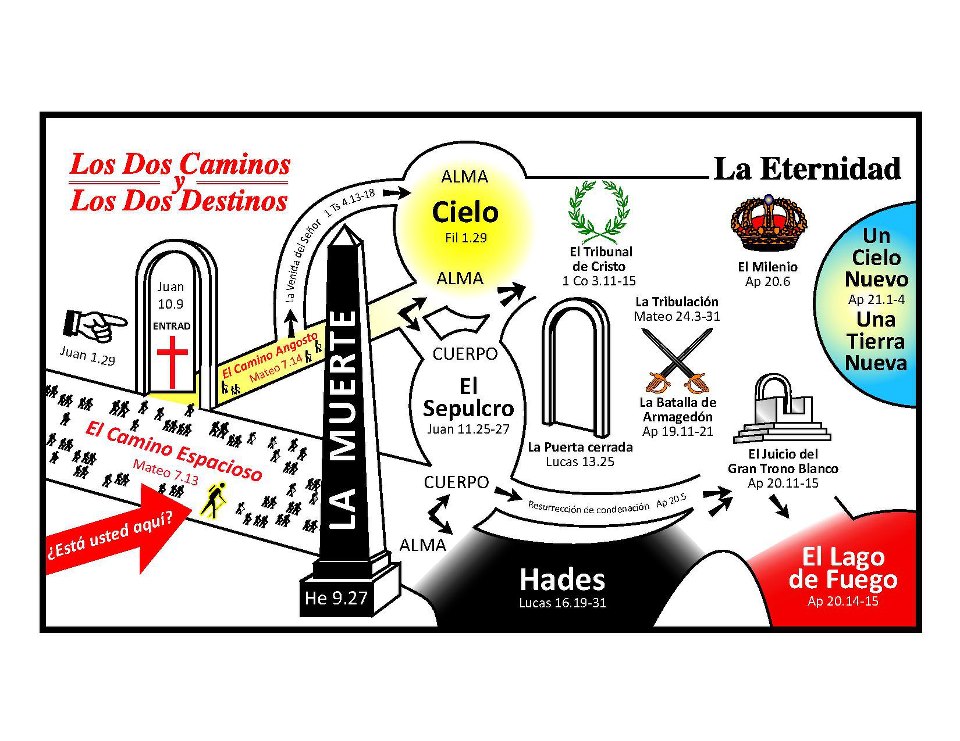 Los Dos Caminos
y
Los Dos Destinos
La Eternidad
Juan
10.9
ENTRAD
Juan 1.29
El Camino Angosto
Mateo 7.14
La Venida del Señor 1 Ts 4.13-18
El Camino Espacioso
Mateo 7.13
¿Está usted aquí?
LA MUERTE
He 9.27
ALMA
Cielo
Fil 1.29
ALMA
CUERPO
El
Sepulcro
Juan 11.25-27
CUERPO
ALMA
Hades
Lucas 16.19-31
Resurrección de condenación Ap 20.5
El Tribunal
de Cristo
1 Co 3.11-15
La Puerta cerrada
Lucas 13.25
La Tribulación
Mateo 24.3-31
La Batalla de
Armagedón
Ap 19.11-21
El Milenio
Ap 20.6
El Juicio del
Gran Trono Blanco
Ap 20.11-15
Un
Cielo
Nuevo
Ap 21.1-4
Una
Tierra
Nueva
El Lago
de Fuego
Ap 20.14-15